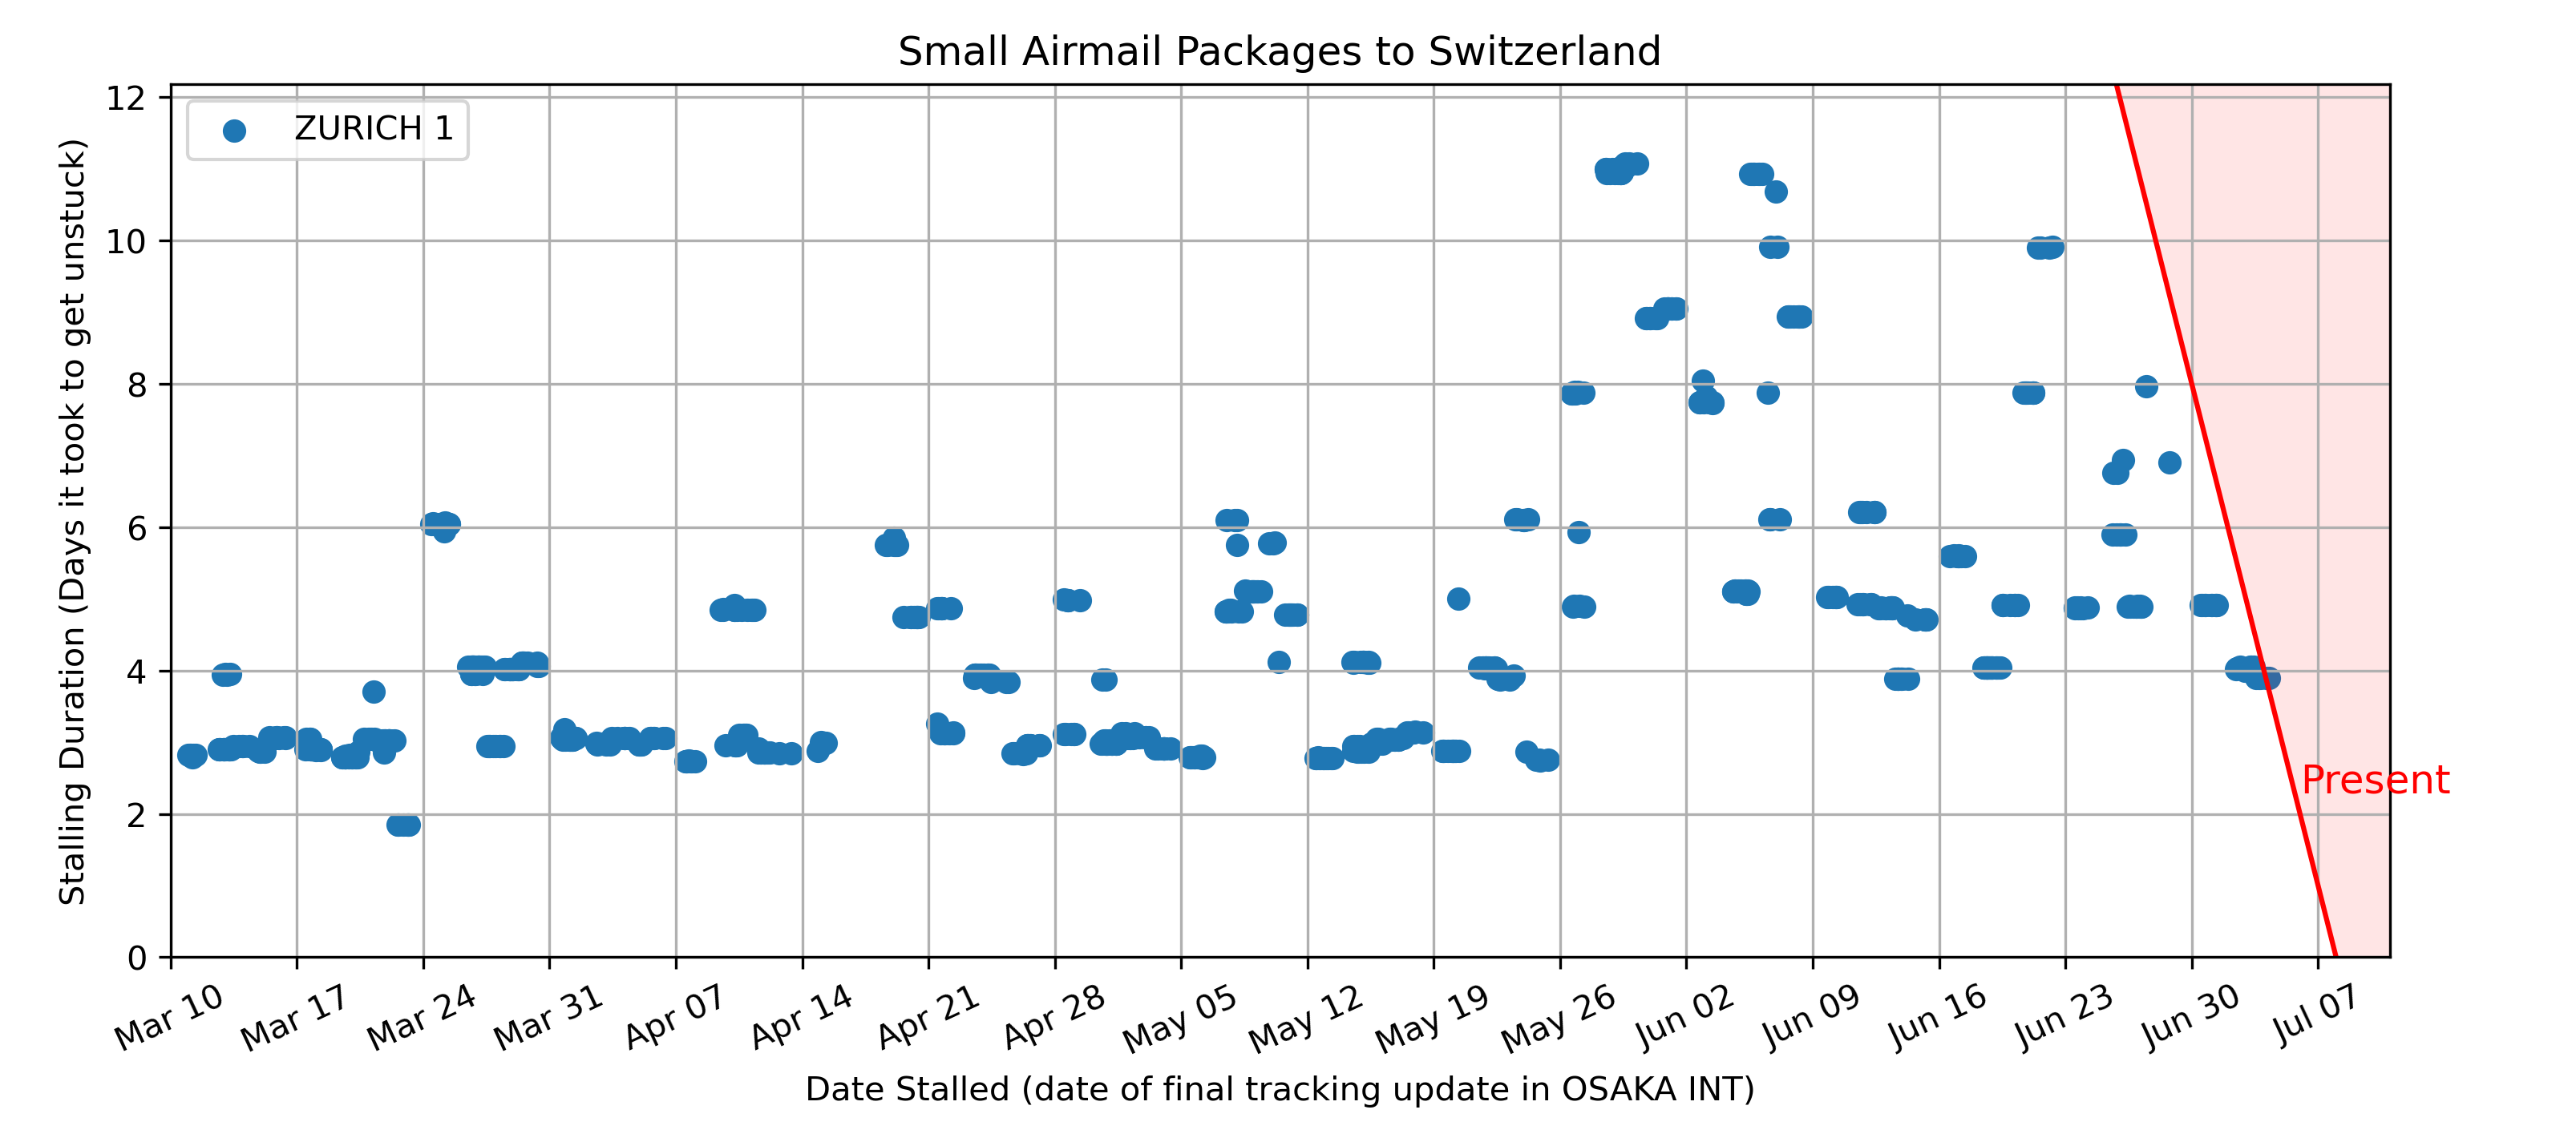 Small Airmail Packages to Switzerland
ZURICH 1
Stalling Duration (Days it took to get unstuck)
12
10
8
6
4
2
0
Present
Mar 10 Mar 17 Mar 24 Mar 31 Apr 07 Apr 14 Apr 21 Apr 28 May 05 May 12 May 19 May 26 Jun 02 Jun 09 Jun 16 Jun 23 Jun 30 Jul 07
Date Stalled (date of final tracking update in OSAKA INT)